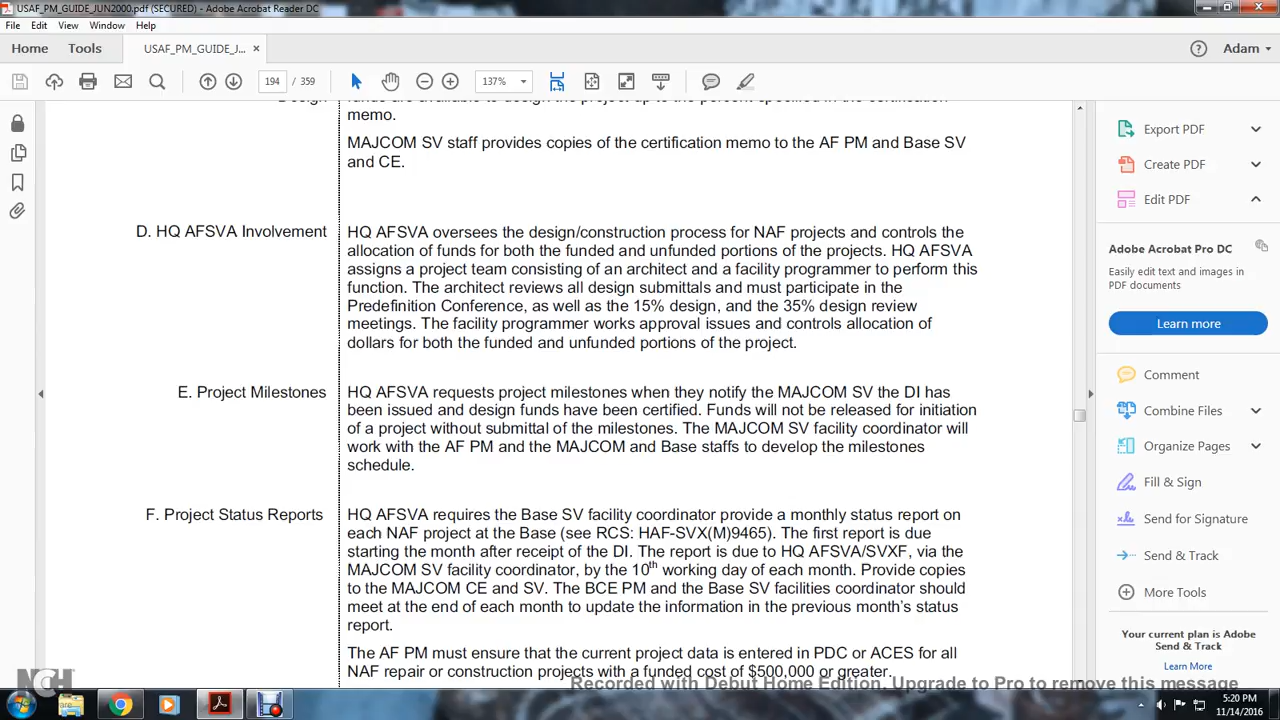 USAF_PM_GUIDE_JUN2000.pdf (SECURED) - Adobe Acrobat Reader DC
File Edit View Window Help
Home Tools USAF_PM_GUIDE_J... × Adam
194 / 359 137%
Design funds are available to design the project up to the percent specified in the certification
memo.
MAJCOM SV staff provides copies of the certification memo to the AF PM and Base SV
and CE.
D. HQ AFSVA Involvement HQ AFSVA oversees the design/construction process for NAF projects and controls the
allocation of funds for both the funded and unfunded portions of the projects. HQ AFSVA
assigns a project team consisting of an architect and a facility programmer to perform this
function. The architect reviews all design submittals and must participate in the
Predefinition Conference, as well as the 15% design, and the 35% design review
meetings. The facility programmer works approval issues and controls allocation of
dollars for both the funded and unfunded portions of the project.
E. Project Milestones HQ AFSVA requests project milestones when they notify the MAJCOM SV the DI has
been issued and design funds have been certified. Funds will not be released for initiation
of a project without submittal of the milestones. The MAJCOM SV facility coordinator will
work with the AF PM and the MAJCOM and Base staffs to develop the milestones
schedule.
F. Project Status Reports HQ AFSVA requires the Base SV facility coordinator provide a monthly status report on
each NAF project at the Base (see RCS: HAF-SVX(M)9465). The first report is due
starting the month after receipt of the DI. The report is due to HQ AFSVA/SVXF, via the
MAJCOM SV facility coordinator, by the 10th working day of each month. Provide copies
to the MAJCOM CE and SV. The BCE PM and the Base SV facilities coordinator should
meet at the end of each month to update the information in the previous month's status
report.
The AF PM must ensure that the current project data is entered in PDC or ACES for all
NAF repair or construction projects with a funded cost of $500,000 or greater.
Export PDF
Create PDF
Edit PDF
Adobe Acrobat Pro DC
Easily edit text and images in
PDF documents
Learn more
Comment
Combine Files
Organize Pages
Fill & Sign
Send for Signature
Send & Track
More Tools
Your current plan is Adobe
Send & Track
Learn More
NCH
Recorded with Debut Home Edition. Upgrade to Pro to remove this message
5:20 PM
11/14/2016